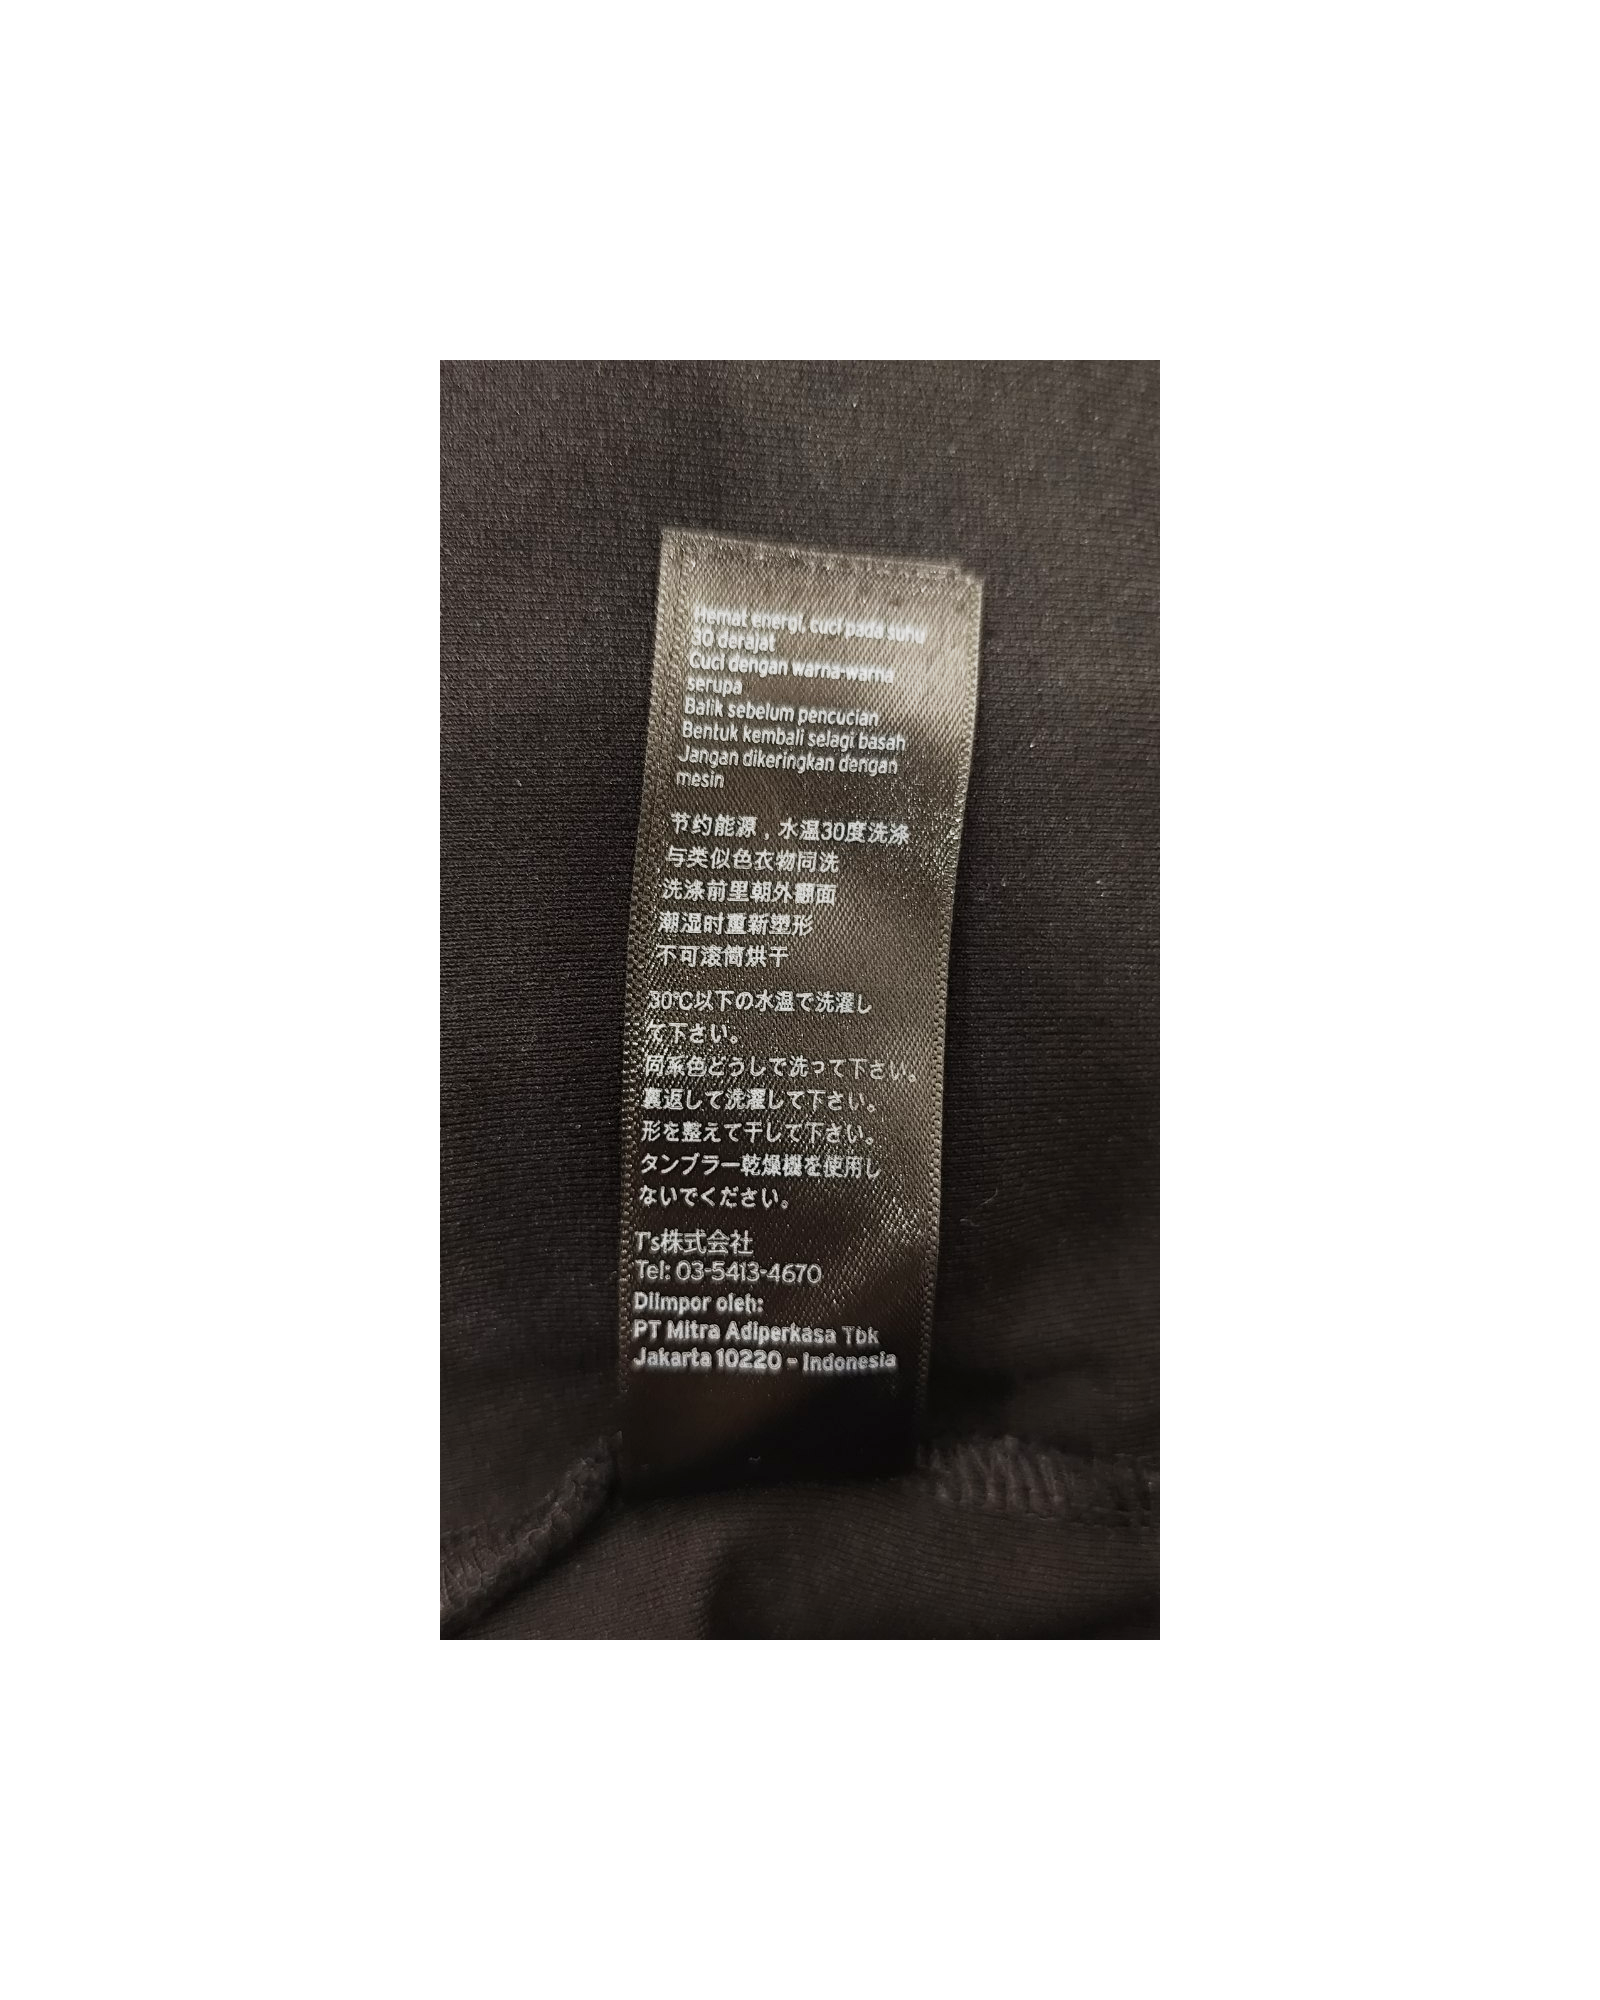 Hemat energi, cuci pada suhu
30 derajat
Cuci dengan warna-warna
serupa
Balik sebelum pencucian
Bentuk kembali selagi basah
Jangan dikeringkan dengan
mesin
节约能源，水温30度洗涤
与类似色衣物同洗
洗涤前里朝外翻面
潮湿时重新塑形
不可滚筒烘干
30℃以下の水温で洗濯し
て下さい。
同系色どうしで洗って下さい。
裏返して洗濯して下さい。
形を整えて干して下さい。
タンブラー乾燥機を使用し
ないでください。
T's株式会社
Tel: 03-5413-4670
Diimpor oleh:
PT Mitra Adiperkasa Tbk
Jakarta 10220 - Indonesia